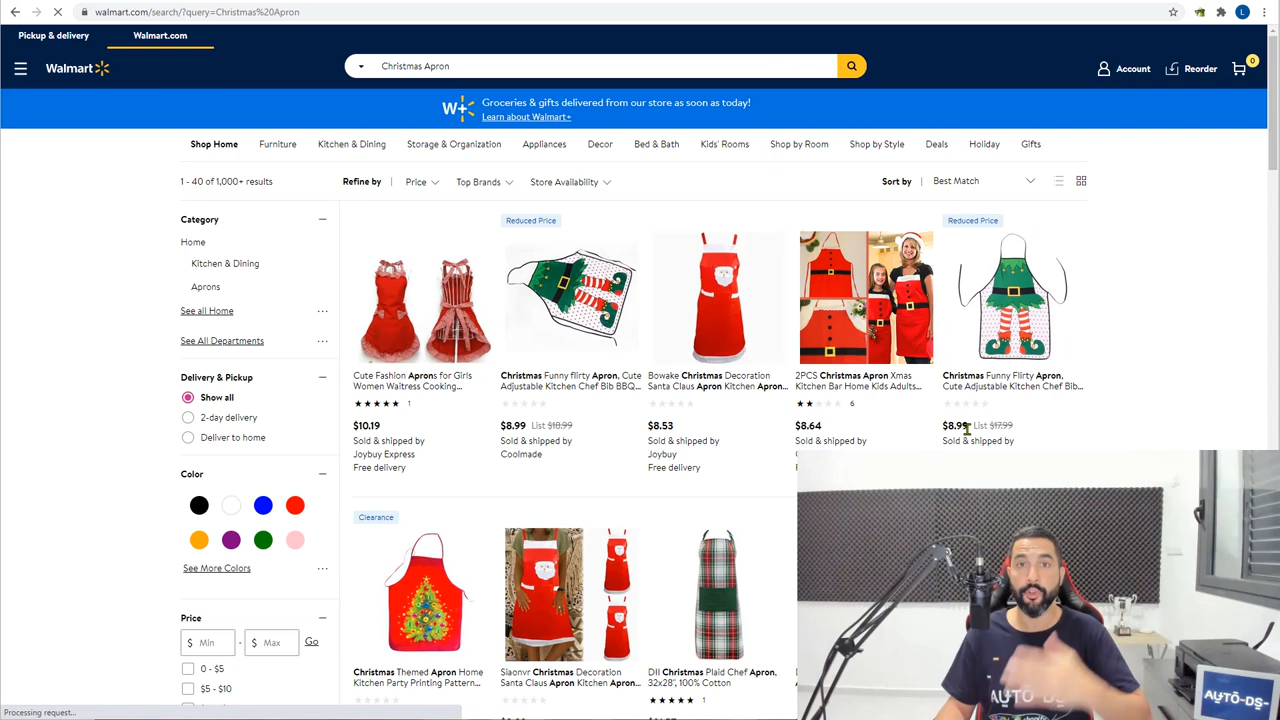 walmart.com/search/?query=Christmas%20Apron
L
Pickup & delivery
Walmart.com
Walmart
Christmas Apron
Account
Reorder
0
W+
Groceries & gifts delivered from our store as soon as today!
Learn about Walmart+
Shop Home
Furniture
Kitchen & Dining
Storage & Organization
Appliances
Decor
Bed & Bath
Kids' Rooms
Shop by Room
Shop by Style
Deals
Holiday
Gifts
1 - 40 of 1,000+ results
Refine by
Price
Top Brands
Store Availability
Sort by
Best Match
Category
Home
Kitchen & Dining
Aprons
See all Home
See All Departments
Delivery & Pickup
Show all
2-day delivery
Deliver to home
Color
See More Colors
Price
$ Min - $ Max Go
0 - $5
$5 - $10
Cute Fashion Aprons for Girls
Women Waitress Cooking...
1
$10.19
Sold & shipped by
Joybuy Express
Free delivery
Reduced Price
Christmas Funny flirty Apron, Cute
Adjustable Kitchen Chef Bib BBQ...
$8.99 List $18.99
Sold & shipped by
Coolmade
Bowake Christmas Decoration
Santa Claus Apron Kitchen Apron...
$8.53
Sold & shipped by
Joybuy
Free delivery
2PCS Christmas Apron Xmas
Kitchen Bar Home Kids Adults...
6
$8.64
Sold & shipped by
Reduced Price
Christmas Funny Flirty Apron,
Cute Adjustable Kitchen Chef Bib...
$8.99 List $17.99
Sold & shipped by
Clearance
Christmas Themed Apron Home
Kitchen Party Printing Pattern...
Siaonvr Christmas Decoration
Santa Claus Apron Kitchen Apron...
DII Christmas Plaid Chef Apron,
32x28", 100% Cotton
1
Processing request...
AUTO-DS-
AUTO-DS-